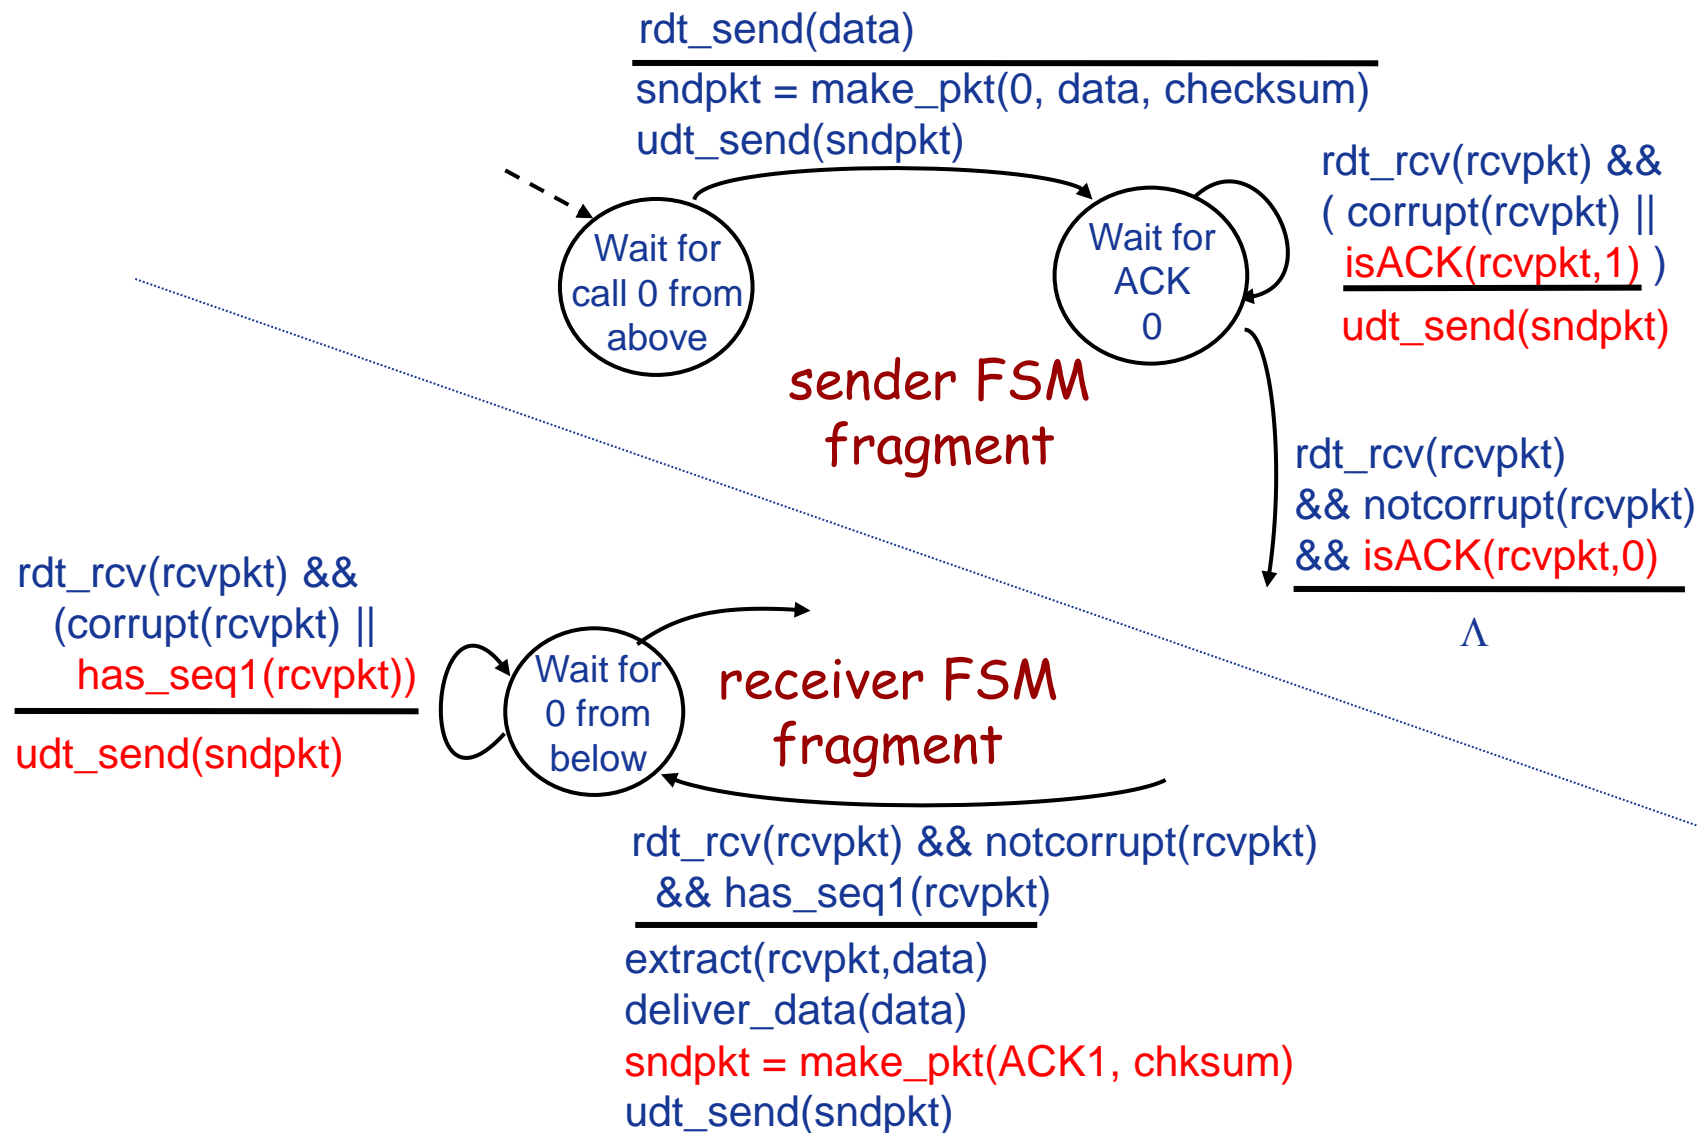 rdt_send(data)
sndpkt = make_pkt(0, data, checksum)
udt_send(sndpkt)
rdt_rcv(rcvpkt) &&
( corrupt(rcvpkt) ||
isACK(rcvpkt,1) )
udt_send(sndpkt)
Wait for
call 0 from
above
Wait for
ACK
0
sender FSM
fragment
rdt_rcv(rcvpkt)
&& notcorrupt(rcvpkt)
&& isACK(rcvpkt,0)
Λ
rdt_rcv(rcvpkt) &&
(corrupt(rcvpkt) ||
has_seq1(rcvpkt))
udt_send(sndpkt)
Wait for
0 from
below
receiver FSM
fragment
rdt_rcv(rcvpkt) && notcorrupt(rcvpkt)
&& has_seq1(rcvpkt)
extract(rcvpkt,data)
deliver_data(data)
sndpkt = make_pkt(ACK1, chksum)
udt_send(sndpkt)